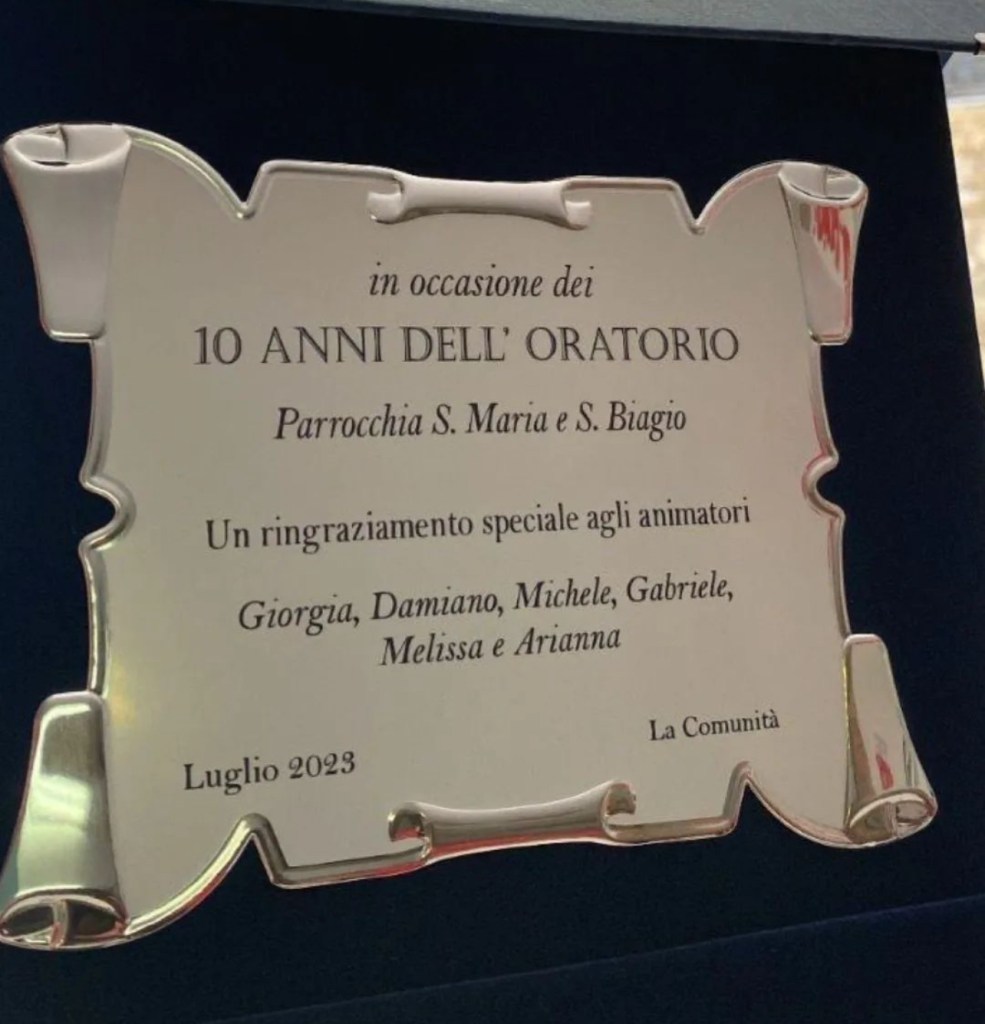 in occasione dei
10 ANNI DELL' ORATORIO
Parrocchia S. Maria e S. Biagio
Un ringraziamento speciale agli animatori
Giorgia, Damiano, Michele, Gabriele,
Melissa e Arianna
La Comunità
Luglio 2023